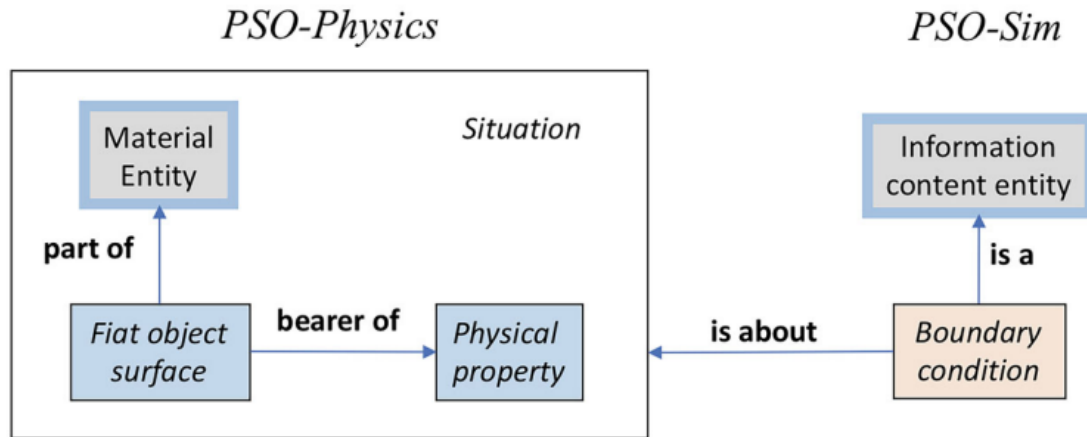 PSO-Physics
PSO-Sim
Situation
Material
Entity
Information
content entity
part of
is a
Fiat object
surface
bearer of
Physical
property
is about
Boundary
condition